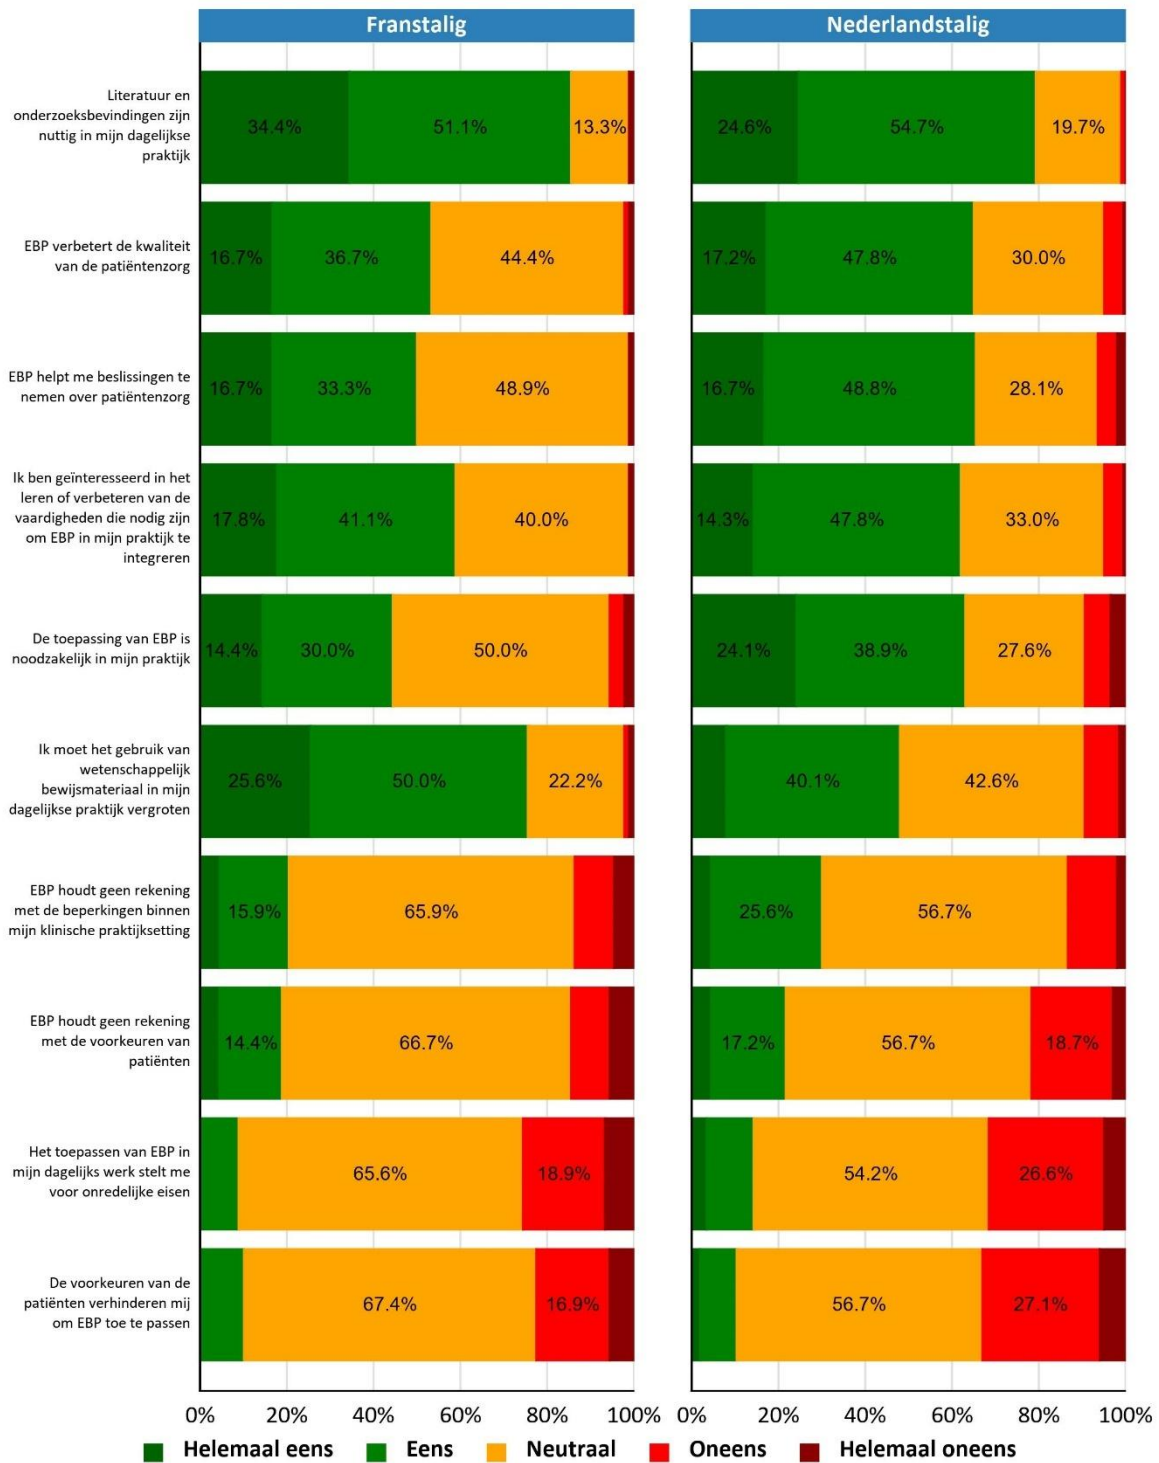 Franstalig
Nederlandstalig
Literatuur en
onderzoeksbevindingen zijn
nuttig in mijn dagelijkse
praktijk
34.4%
51.1%
13.3%
24.6%
54.7%
19.7%
EBP verbetert de kwaliteit
van de patiëntenzorg
16.7%
36.7%
44.4%
17.2%
47.8%
30.0%
EBP helpt me beslissingen te
nemen over patiëntenzorg
16.7%
33.3%
48.9%
16.7%
48.8%
28.1%
Ik ben geïnteresseerd in het
leren of verbeteren van de
vaardigheden die nodig zijn
om EBP in mijn praktijk te
integreren
17.8%
41.1%
40.0%
14.3%
47.8%
33.0%
De toepassing van EBP is
noodzakelijk in mijn praktijk
14.4%
30.0%
50.0%
24.1%
38.9%
27.6%
Ik moet het gebruik van
wetenschappelijk
bewijsmateriaal in mijn
dagelijkse praktijk vergroten
25.6%
50.0%
22.2%
40.1%
42.6%
EBP houdt geen rekening
met de beperkingen binnen
mijn klinische praktijksetting
15.9%
65.9%
25.6%
56.7%
EBP houdt geen rekening
met de voorkeuren van
patiënten
14.4%
66.7%
17.2%
56.7%
18.7%
Het toepassen van EBP in
mijn dagelijks werk stelt me
voor onredelijke eisen
65.6%
18.9%
54.2%
26.6%
De voorkeuren van de
patiënten verhinderen mij
om EBP toe te passen
67.4%
16.9%
56.7%
27.1%
0% 20% 40% 60% 80% 100%
0% 20% 40% 60% 80% 100%
Helemaal eens Eens Neutraal Oneens Helemaal oneens